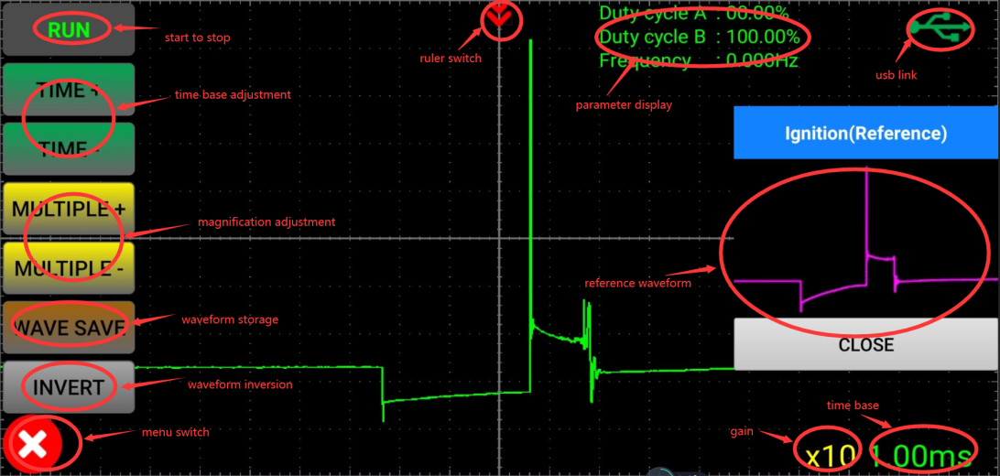 RUN
start to stop
ruler switch
Duty cycle A : 00.00%
Duty cycle B : 100.00%
Frequency : 0.000Hz
parameter display
usb link
TIME +
time base adjustment
TIME -
Ignition(Reference)
MULTIPLE +
magnification adjustment
MULTIPLE -
reference waveform
WAVE SAVE
waveform storage
CLOSE
INVERT
waveform inversion
menu switch
time base
gain
x10
1.00ms